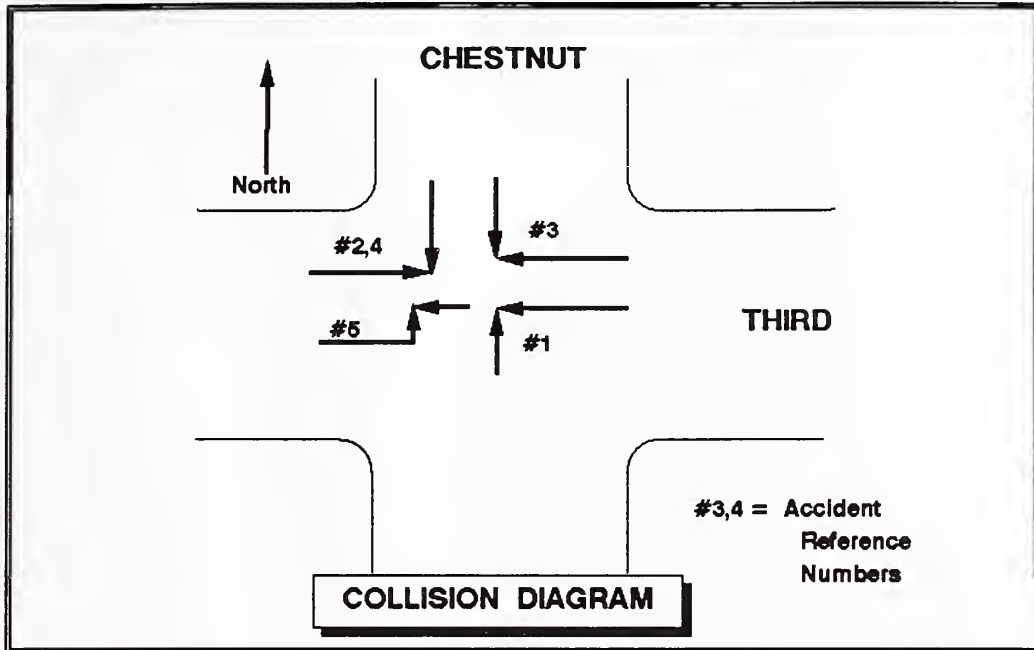 CHESTNUT
North
#2,4
#3
THIRD
#5
#1
#3,4 = Accident
Reference
Numbers
COLLISION DIAGRAM